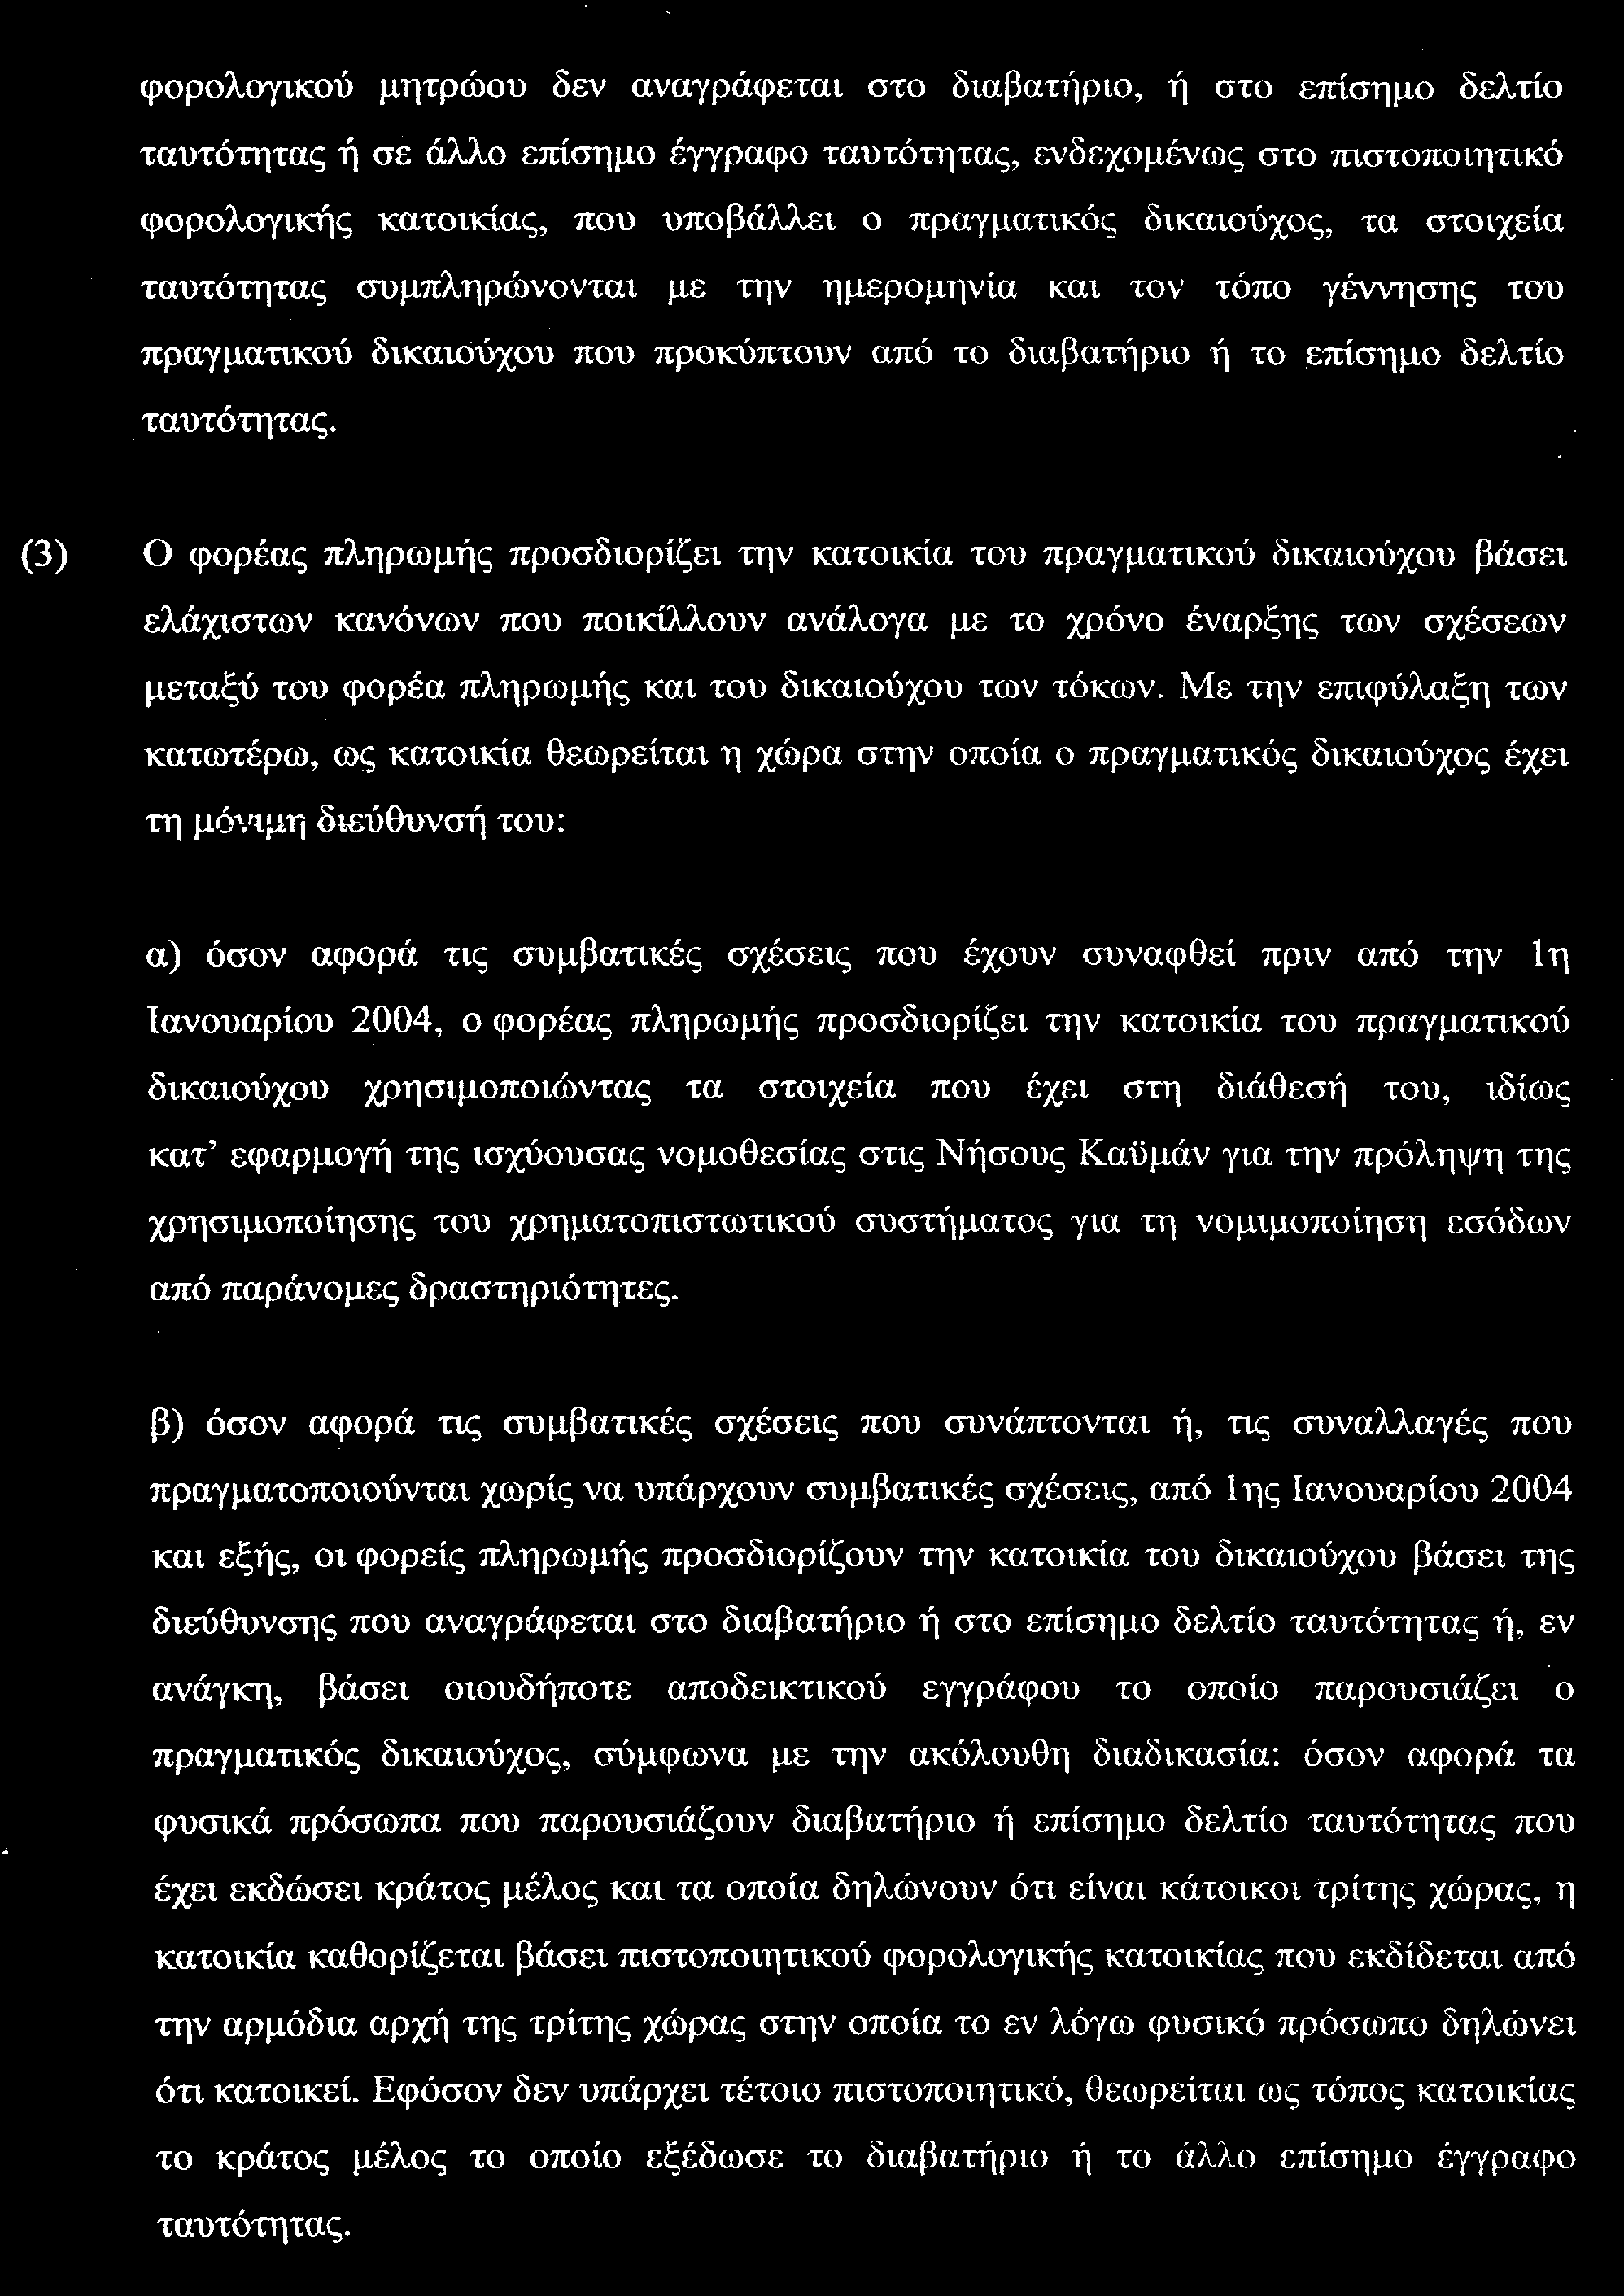 φορολογικού μητρώου δεν αναγράφεται στο διαβατήριο, ή στο επίσημο δελτίο
ταυτότητας ή σε άλλο επίσημο έγγραφο ταυτότητας, ενδεχομένως στο πιστοποιητικό
φορολογικής κατοικίας, που υποβάλλει ο πραγματικός δικαιούχος, τα στοιχεία
ταυτότητας συμπληρώνονται με την ημερομηνία και τον τόπο γέννησης του
πραγματικού δικαιούχου που προκύπτουν από το διαβατήριο ή το επίσημο δελτίο
ταυτότητας.
(3) Ο φορέας πληρωμής προσδιορίζει την κατοικία του πραγματικού δικαιούχου βάσει
ελάχιστων κανόνων που ποικίλλουν ανάλογα με το χρόνο έναρξης των σχέσεων
μεταξύ του φορέα πληρωμής και του δικαιούχου των τόκων. Με την επιφύλαξη των
κατωτέρω, ως κατοικία θεωρείται η χώρα στην οποία ο πραγματικός δικαιούχος έχει
τη μόνιμη διεύθυνσή του:
α) όσον αφορά τις συμβατικές σχέσεις που έχουν συναφθεί πριν από την 1η
Ιανουαρίου 2004, ο φορέας πληρωμής προσδιορίζει την κατοικία του πραγματικού
δικαιούχου χρησιμοποιώντας τα στοιχεία που έχει στη διάθεσή του, ιδίως
κατ’ εφαρμογή της ισχύουσας νομοθεσίας στις Νήσους Καϋμάν για την πρόληψη της
χρησιμοποίησης του χρηματοπιστωτικού συστήματος για τη νομιμοποίηση εσόδων
από παράνομες δραστηριότητες.
β) όσον αφορά τις συμβατικές σχέσεις που συνάπτονται ή, τις συναλλαγές που
πραγματοποιούνται χωρίς να υπάρχουν συμβατικές σχέσεις, από 1ης Ιανουαρίου 2004
και εξής, οι φορείς πληρωμής προσδιορίζουν την κατοικία του δικαιούχου βάσει της
διεύθυνσης που αναγράφεται στο διαβατήριο ή στο επίσημο δελτίο ταυτότητας ή, εν
ανάγκη, βάσει οιουδήποτε αποδεικτικού εγγράφου το οποίο παρουσιάζει ο
πραγματικός δικαιούχος, σύμφωνα με την ακόλουθη διαδικασία: όσον αφορά τα
φυσικά πρόσωπα που παρουσιάζουν διαβατήριο ή επίσημο δελτίο ταυτότητας που
έχει εκδώσει κράτος μέλος και τα οποία δηλώνουν ότι είναι κάτοικοι τρίτης χώρας, η
κατοικία καθορίζεται βάσει πιστοποιητικού φορολογικής κατοικίας που εκδίδεται από
την αρμόδια αρχή της τρίτης χώρας στην οποία το εν λόγω φυσικό πρόσωπο δηλώνει
ότι κατοικεί. Εφόσον δεν υπάρχει τέτοιο πιστοποιητικό, θεωρείται ως τόπος κατοικίας
το κράτος μέλος το οποίο εξέδωσε το διαβατήριο ή το άλλο επίσημο έγγραφο
ταυτότητας.